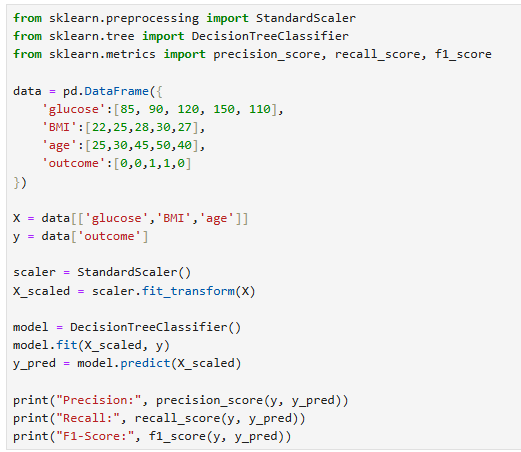 from sklearn.preprocessing import StandardScaler
from sklearn.tree import DecisionTreeClassifier
from sklearn.metrics import precision_score, recall_score, f1_score

data = pd.DataFrame({
    'glucose':[85, 90, 120, 150, 110],
    'BMI':[22,25,28,30,27],
    'age':[25,30,45,50,40],
    'outcome':[0,0,1,1,0]
})

X = data[['glucose','BMI','age']]
y = data['outcome']

scaler = StandardScaler()
X_scaled = scaler.fit_transform(X)

model = DecisionTreeClassifier()
model.fit(X_scaled, y)
y_pred = model.predict(X_scaled)

print("Precision:", precision_score(y, y_pred))
print("Recall:", recall_score(y, y_pred))
print("F1-Score:", f1_score(y, y_pred))